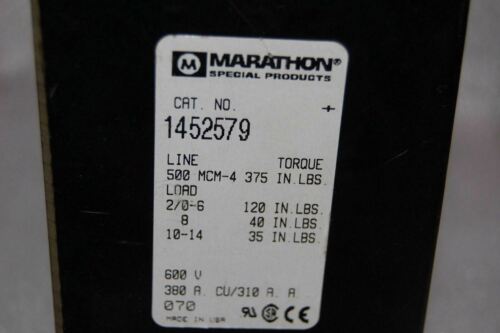 M MARATHON®
SPECIAL PRODUCTS
CAT. NO.
1452579
LINE TORQUE
500 MCM-4 375 IN.LBS.
LOAD
2/0-6 120 IN.LBS.
8 40 IN.LBS.
10-14 35 IN.LBS.
600 V
380 A. CU/310 A. A.
070
MADE IN USA